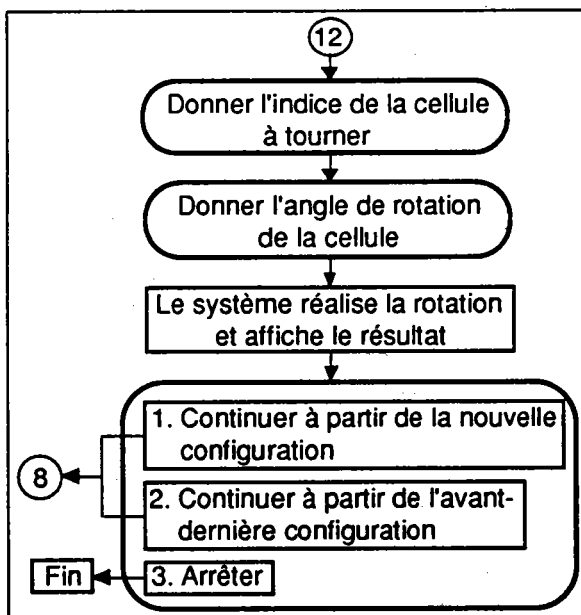 12
Donner l'indice de la cellule
à tourner
Donner l'angle de rotation
de la cellule
Le système réalise la rotation
et affiche le résultat
1. Continuer à partir de la nouvelle
configuration
8
2. Continuer à partir de l'avant-
dernière configuration
Fin
3. Arrêter